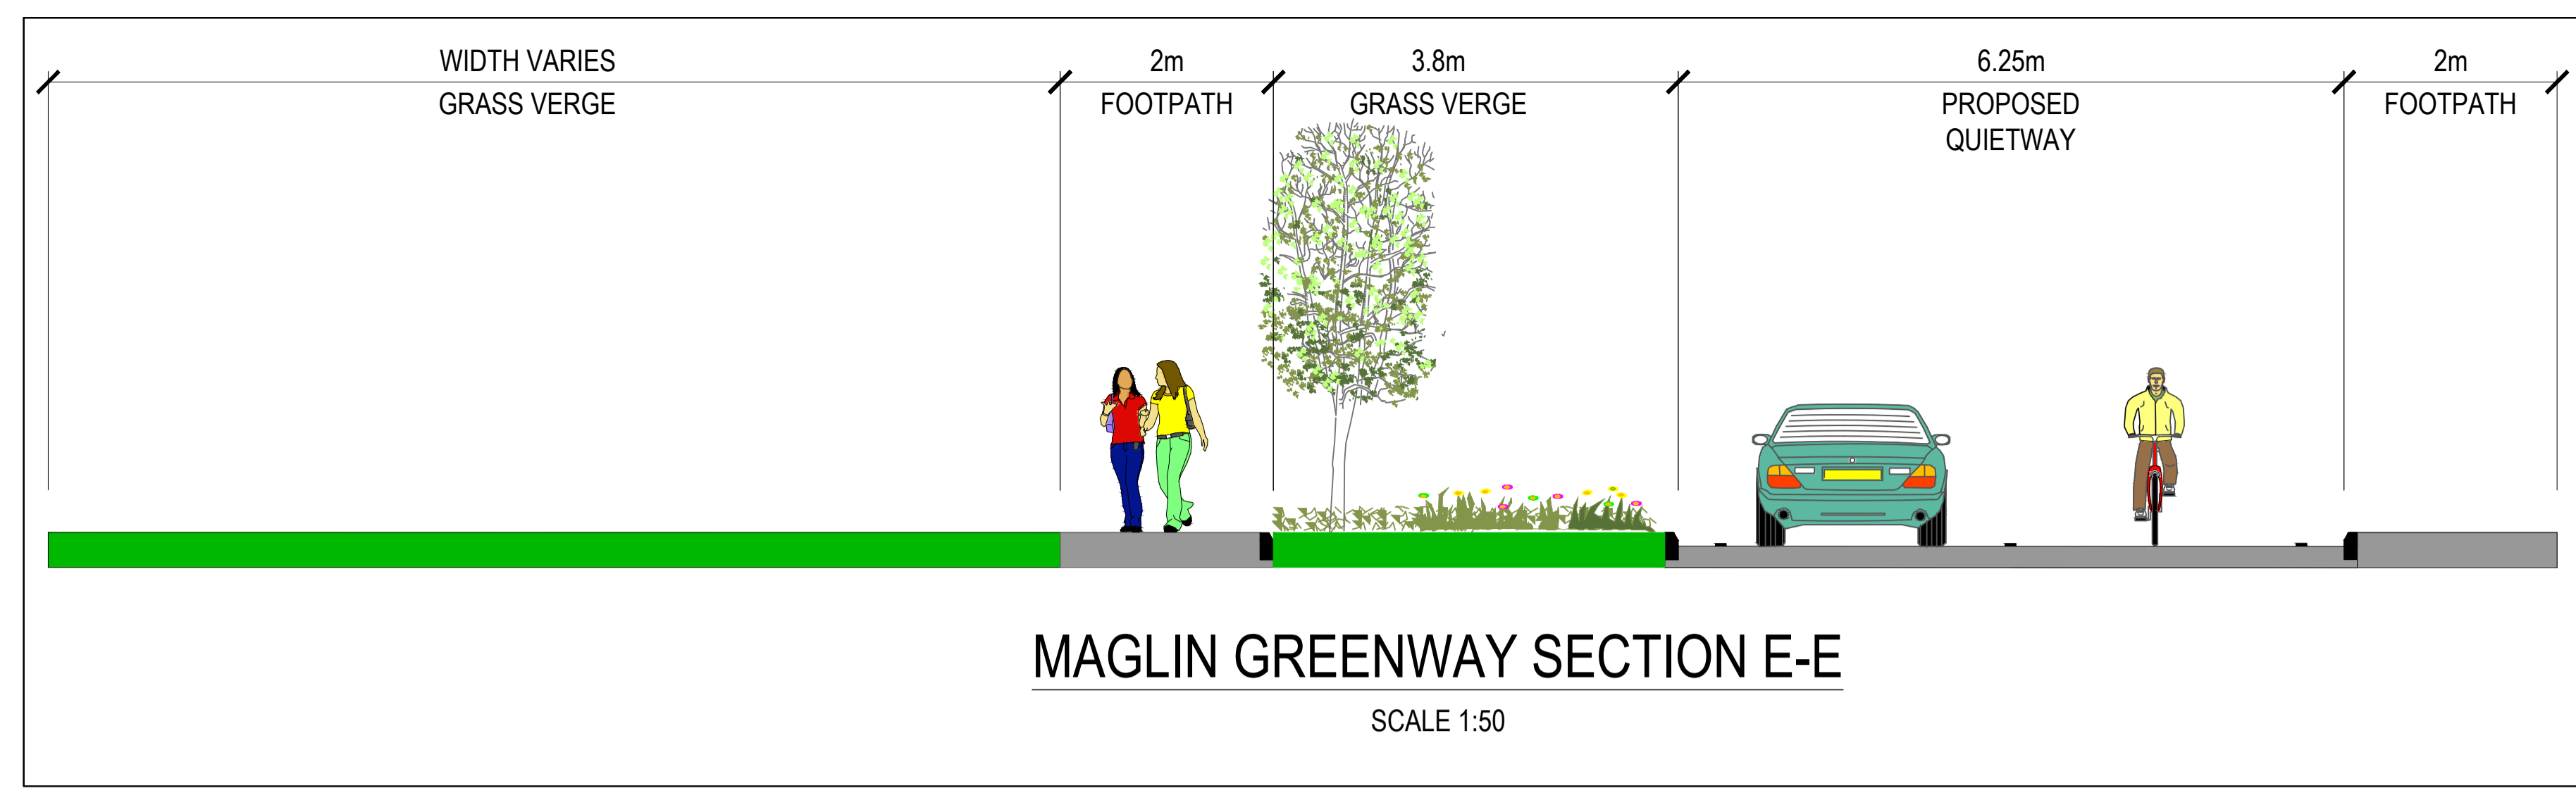 WIDTH VARIES
GRASS VERGE
2m
FOOTPATH
3.8m
GRASS VERGE
6.25m
PROPOSED
QUIETWAY
2m
FOOTPATH
MAGLIN GREENWAY SECTION E-E
SCALE 1:50